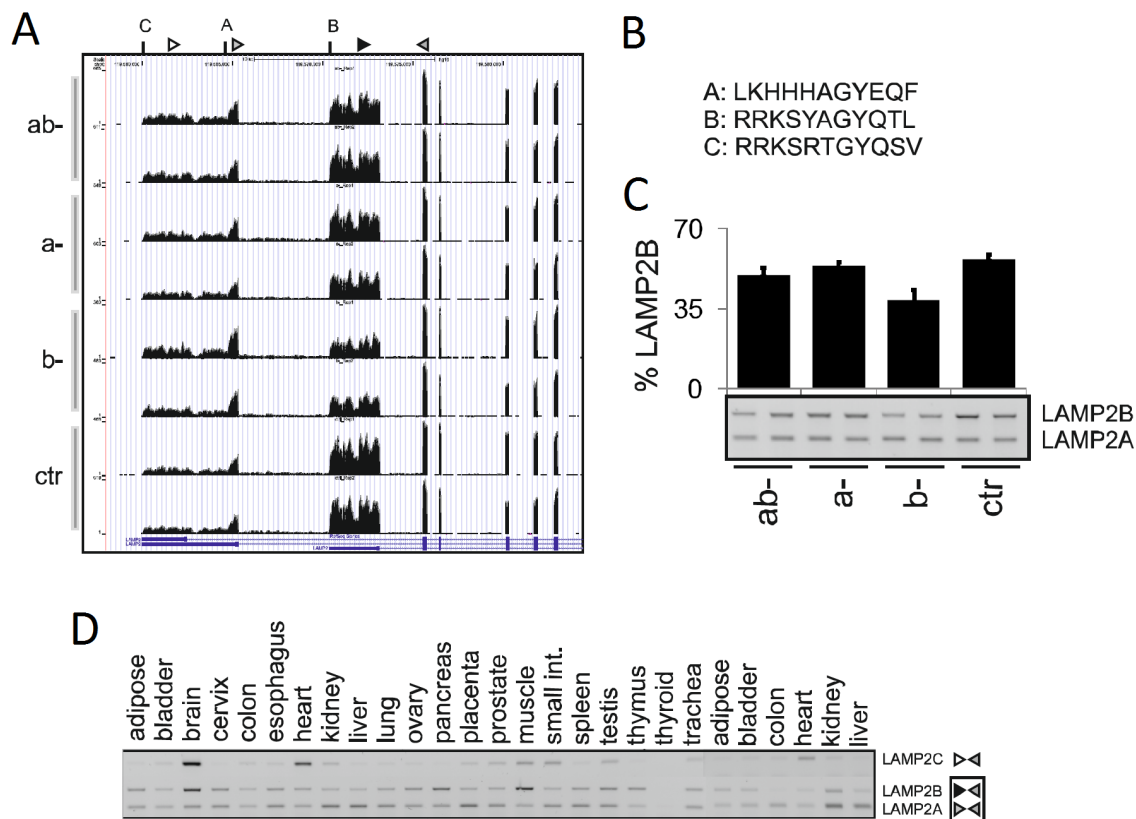 A
C
A
B
ab-
a-
b-
ctr
B
A: LKHHHAGYEQF
B: RRKSYAGYQTL
C: RRKSRTGYQSV
C
% LAMP2B
70
35
0
LAMP2B
LAMP2A
ab-
a-
b-
ctr
D
adipose
bladder
brain
cervix
colon
esophagus
heart
kidney
liver
lung
ovary
pancreas
placenta
prostate
muscle
small int.
spleen
testis
thymus
thyroid
trachea
adipose
bladder
colon
heart
kidney
liver
LAMP2C
LAMP2B
LAMP2A